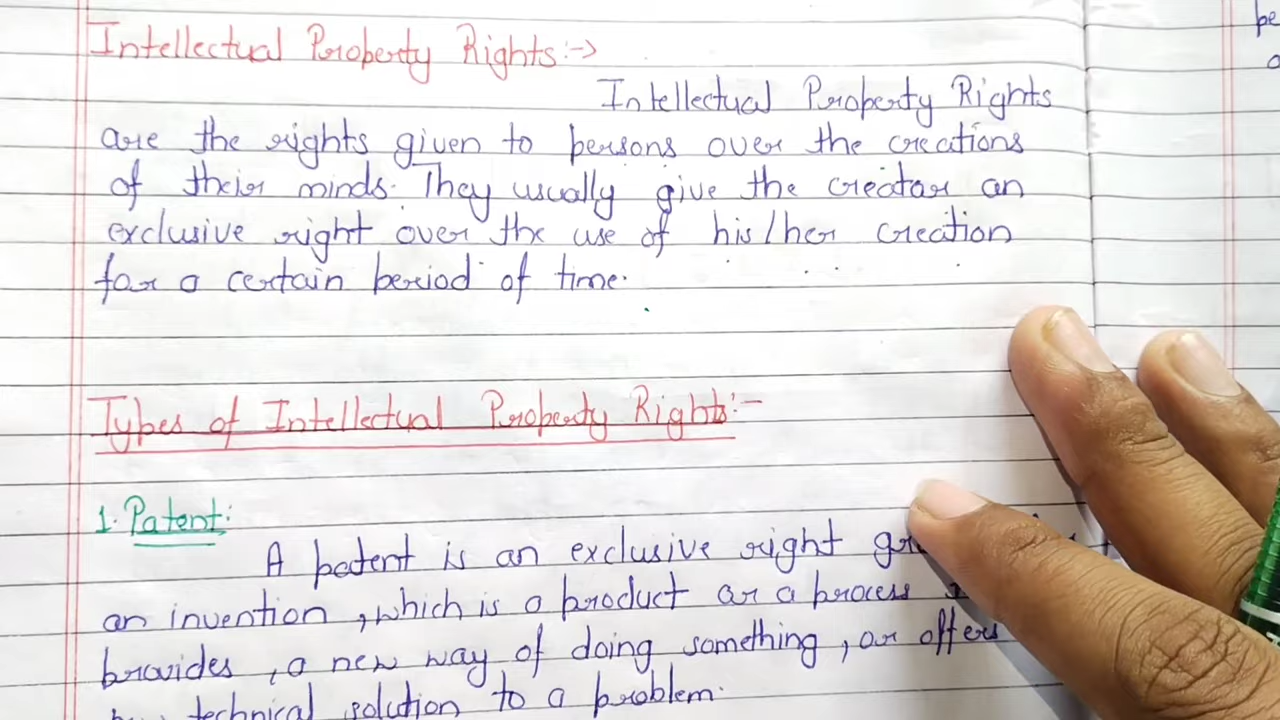 Intellectual Property Rights:->
Intellectual Property Rights
are the rights given to persons over the creations
of their minds. They usually give the creator an
exclusive right over the use of his/her creation
for a certain period of time.
Types of Intellectual Property Rights:-
1. Patent:
A patent is an exclusive right
an invention, which is a product or a process
provides, a new way of doing something, or offers
technical solution to a problem.